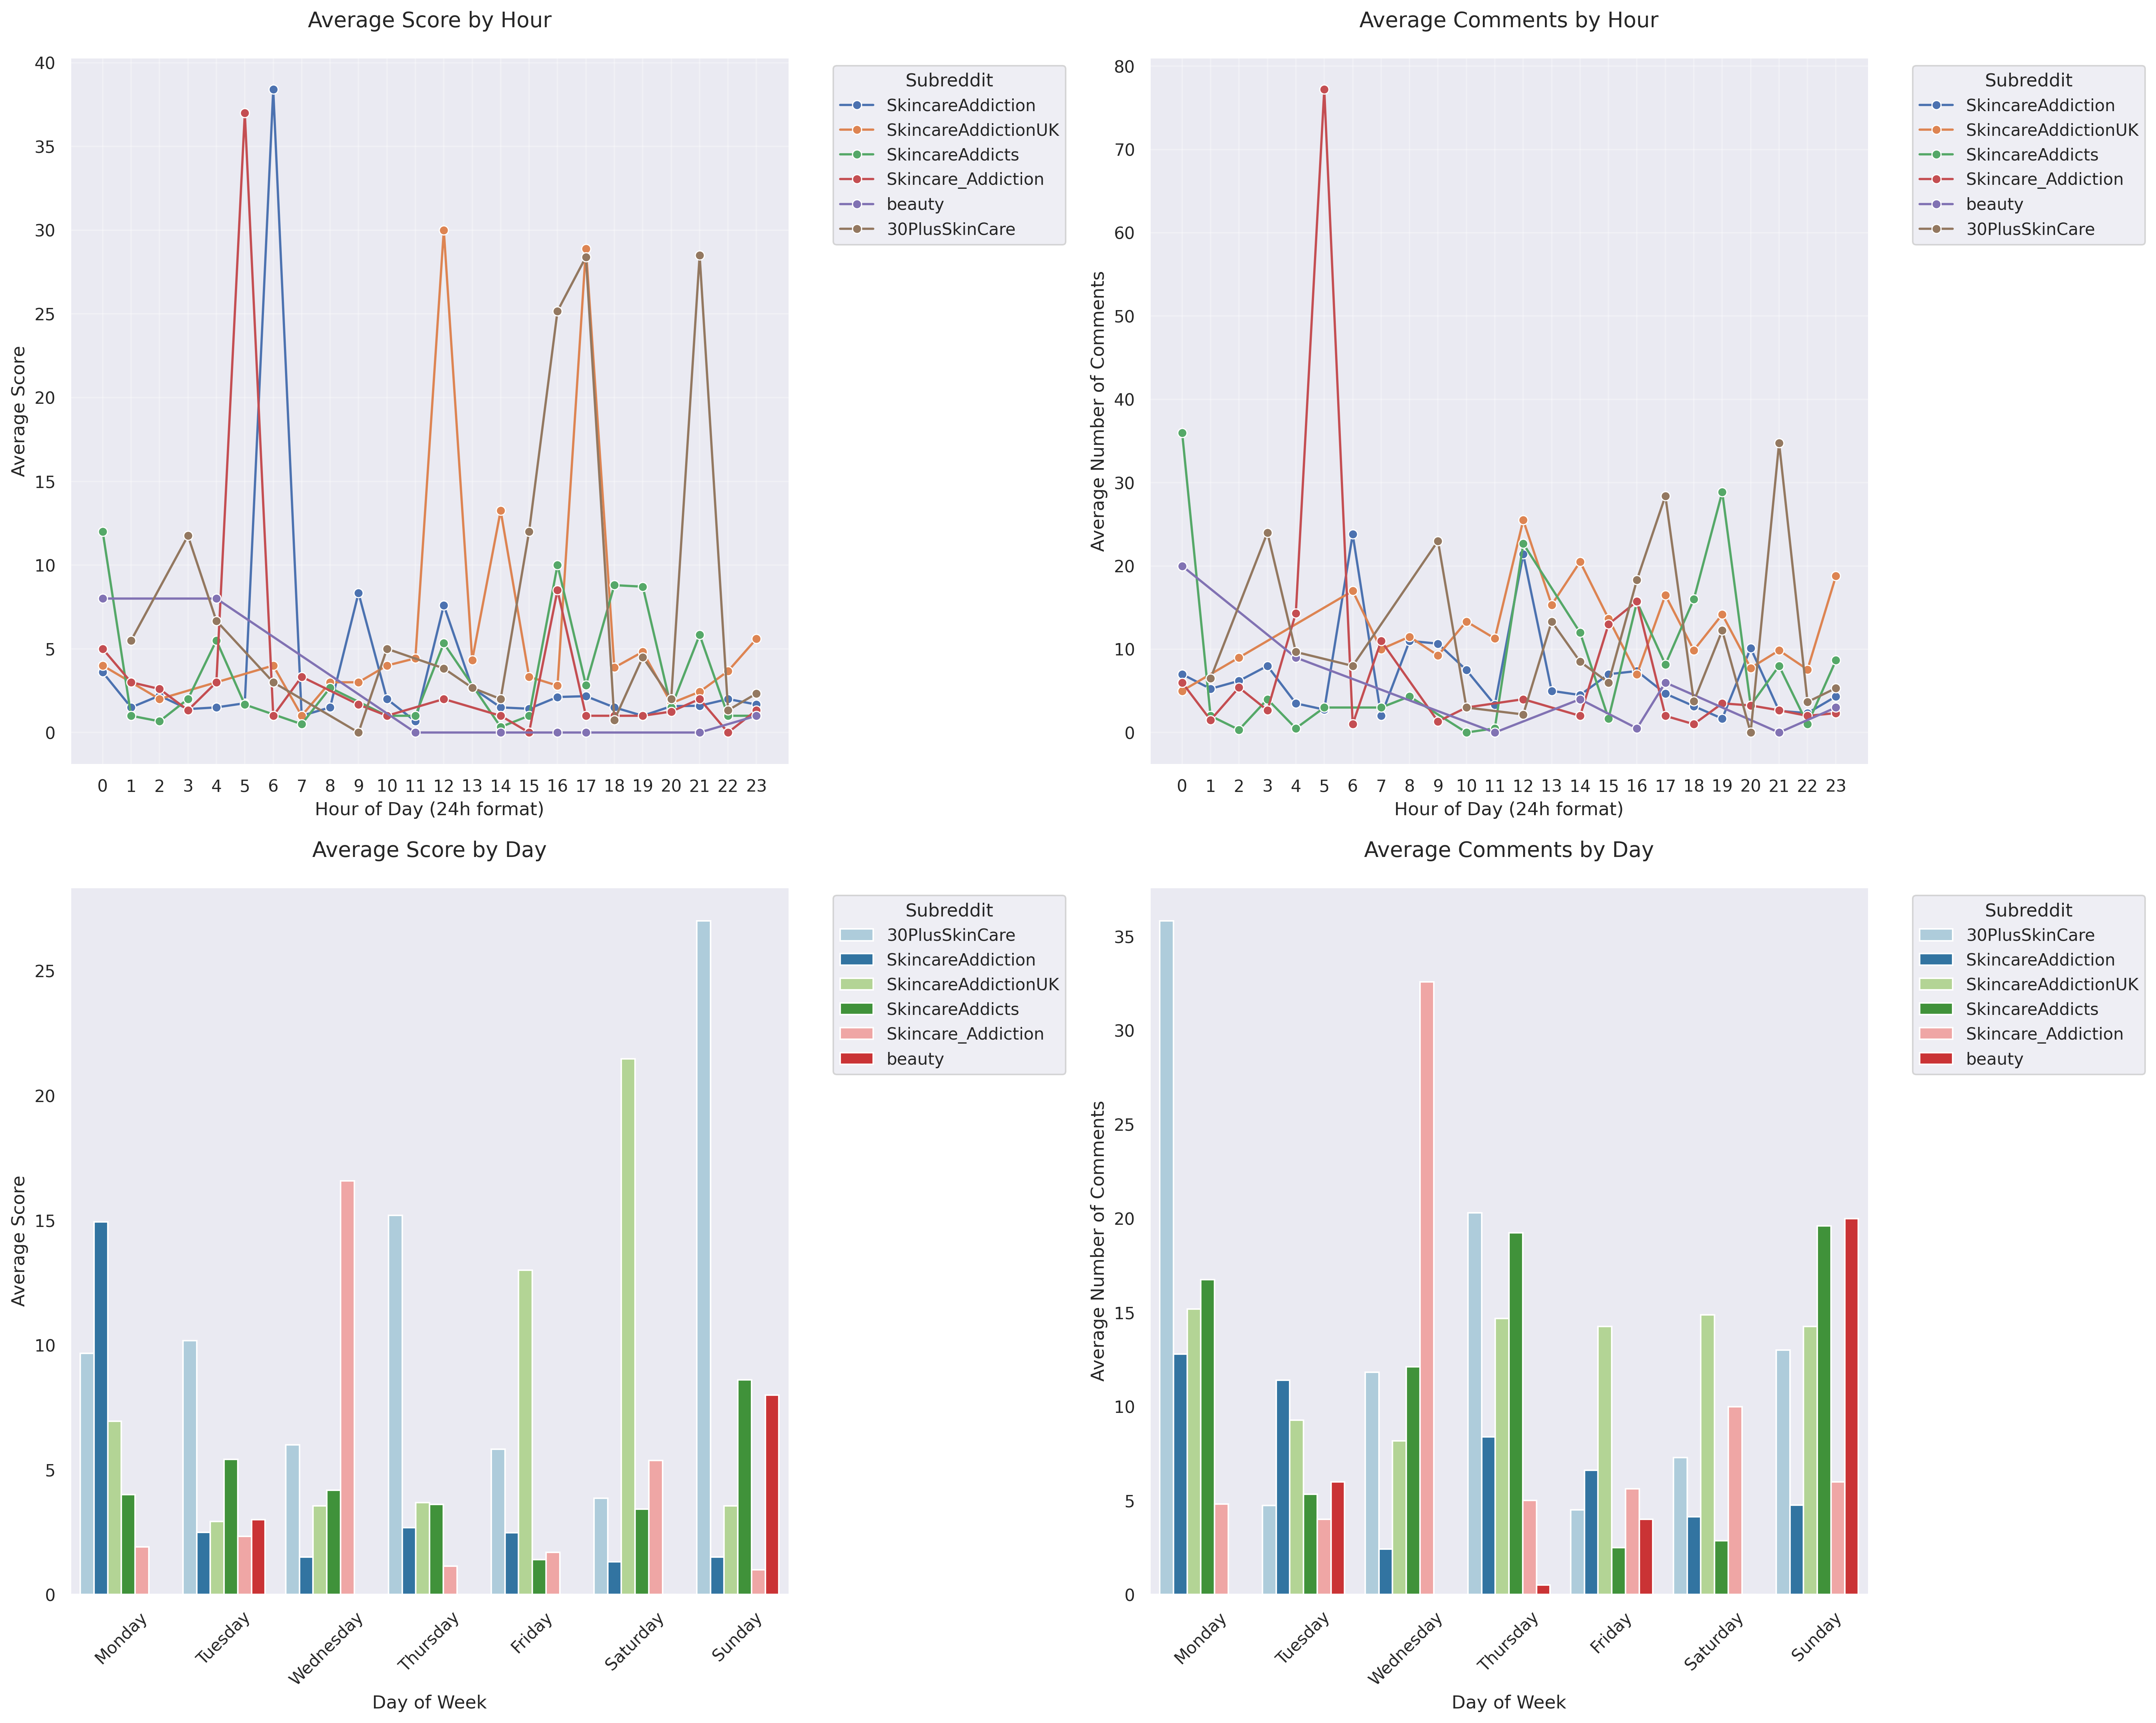 Average Score by Hour
Average Score
40
35
30
25
20
15
10
5
0
0 1 2 3 4 5 6 7 8 9 10 11 12 13 14 15 16 17 18 19 20 21 22 23
Hour of Day (24h format)
Subreddit
SkincareAddiction
SkincareAddictionUK
SkincareAddicts
Skincare_Addiction
beauty
30PlusSkinCare
Average Comments by Hour
Average Number of Comments
80
70
60
50
40
30
20
10
0
0 1 2 3 4 5 6 7 8 9 10 11 12 13 14 15 16 17 18 19 20 21 22 23
Hour of Day (24h format)
Subreddit
SkincareAddiction
SkincareAddictionUK
SkincareAddicts
Skincare_Addiction
beauty
30PlusSkinCare
Average Score by Day
Average Score
25
20
15
10
5
0
Monday Tuesday Wednesday Thursday Friday Saturday Sunday
Day of Week
Subreddit
30PlusSkinCare
SkincareAddiction
SkincareAddictionUK
SkincareAddicts
Skincare_Addiction
beauty
Average Comments by Day
Average Number of Comments
35
30
25
20
15
10
5
0
Monday Tuesday Wednesday Thursday Friday Saturday Sunday
Day of Week
Subreddit
30PlusSkinCare
SkincareAddiction
SkincareAddictionUK
SkincareAddicts
Skincare_Addiction
beauty